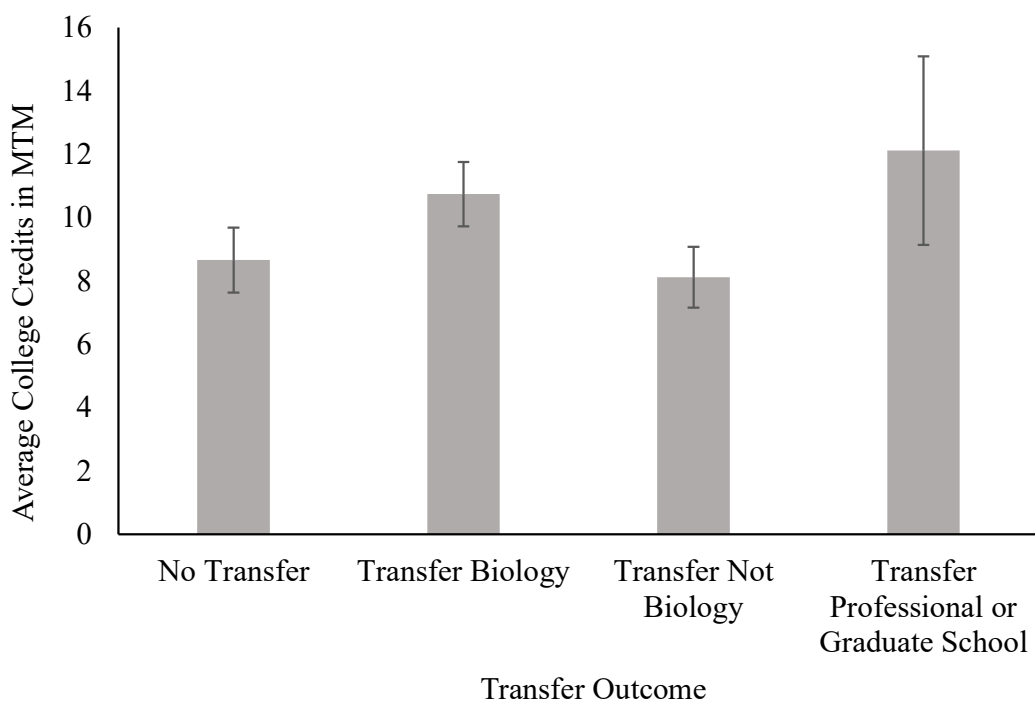 Average College Credits in MTM
16
14
12
10
8
6
4
2
0
No Transfer
Transfer Biology
Transfer Not
Biology
Transfer
Professional or
Graduate School
Transfer Outcome